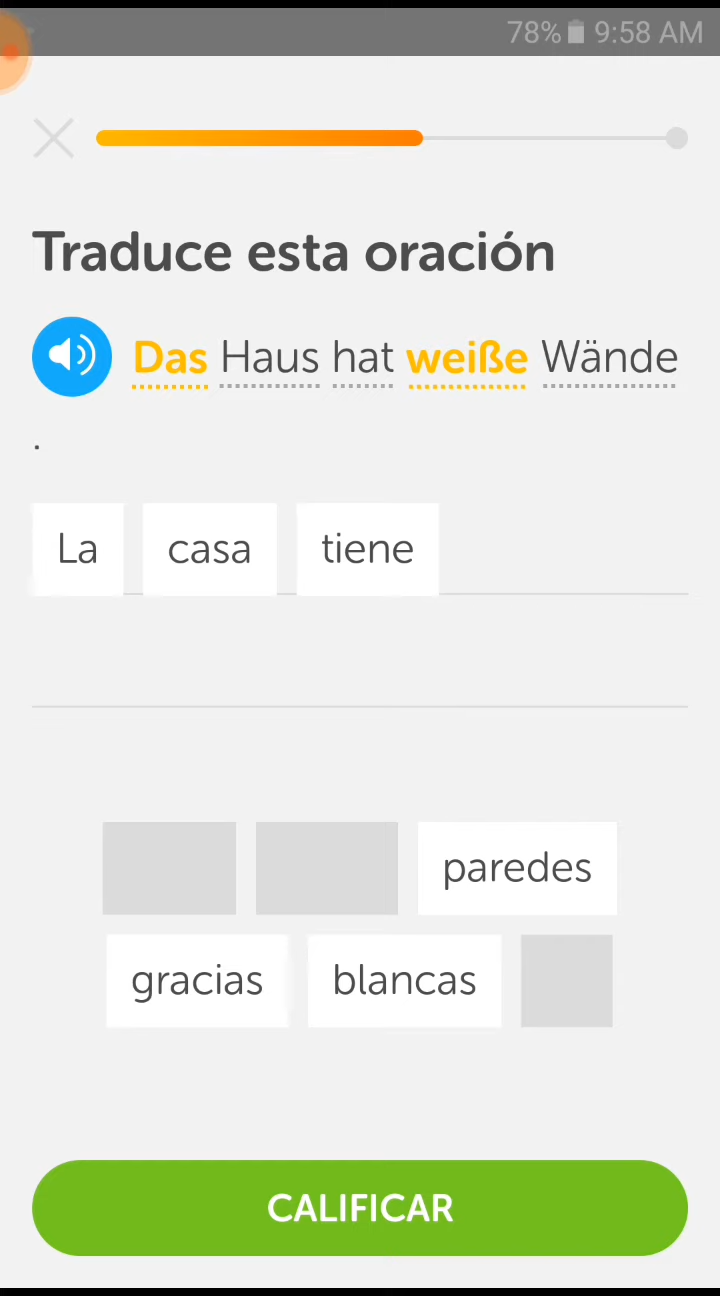 78% 9:58 AM
Traduce esta oración
Das Haus hat weiße Wände
.
La casa tiene
paredes
gracias blancas
CALIFICAR